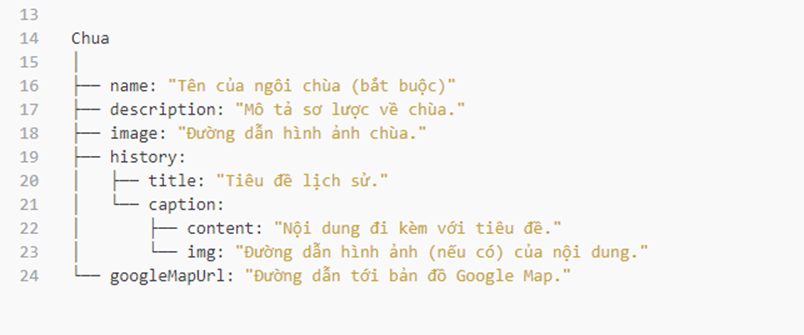 13
14 Chua
15 │
16 ├── name: "Tên của ngôi chùa (bắt buộc)"
17 ├── description: "Mô tả sơ lược về chùa."
18 ├── image: "Đường dẫn hình ảnh chùa."
19 ├── history:
20 │   ├── title: "Tiêu đề lịch sử."
21 │   └── caption:
22 │       ├── content: "Nội dung đi kèm với tiêu đề."
23 │       └── img: "Đường dẫn hình ảnh (nếu có) của nội dung."
24 └── googleMapUrl: "Đường dẫn tới bản đồ Google Map."